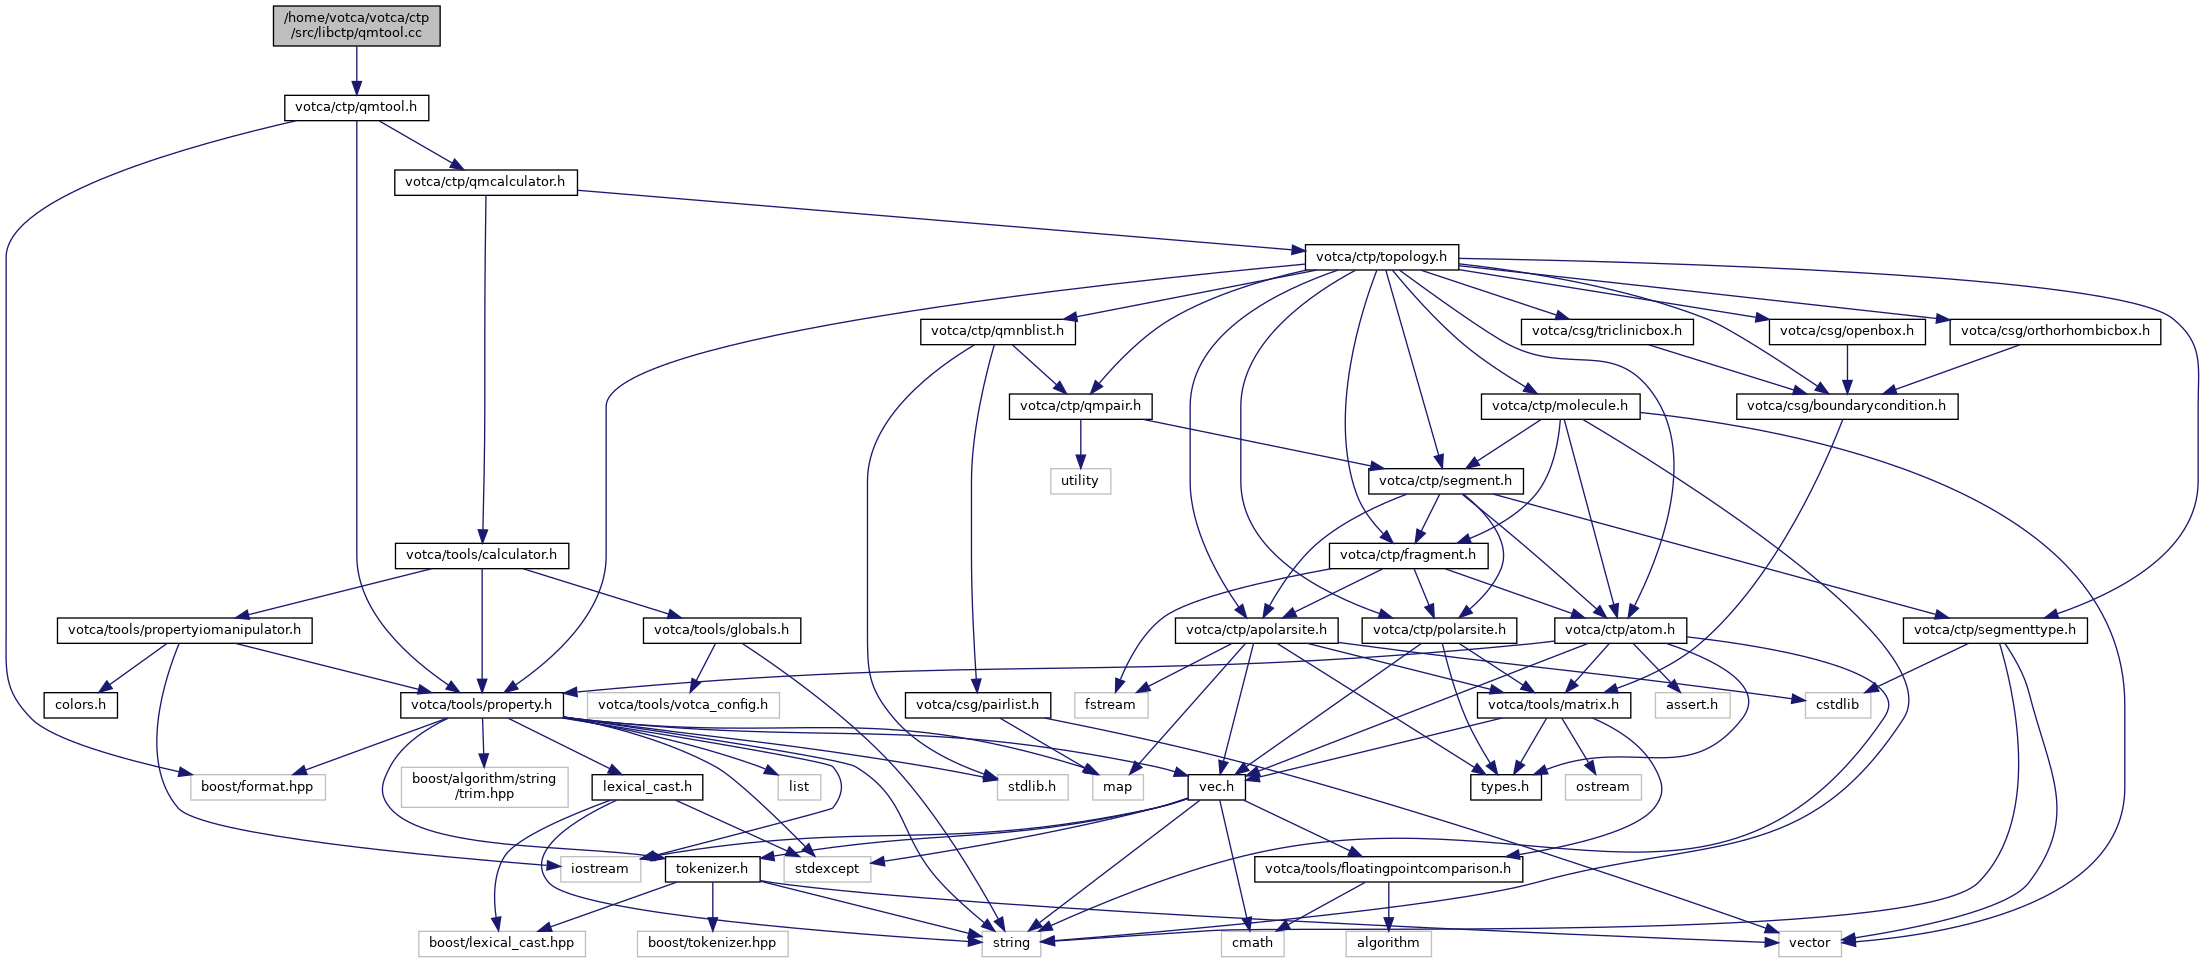 /home/votca/votca/ctp
/src/libctp/qmtool.cc
votca/ctp/qmtool.h
votca/ctp/qmcalculator.h
votca/ctp/topology.h
votca/ctp/qmnblist.h
votca/csg/triclinicbox.h
votca/csg/openbox.h
votca/csg/orthorhombicbox.h
votca/ctp/qmpair.h
votca/ctp/molecule.h
votca/csg/boundarycondition.h
utility
votca/ctp/segment.h
votca/tools/calculator.h
votca/ctp/fragment.h
votca/tools/propertyiomanipulator.h
votca/tools/globals.h
votca/ctp/apolarsite.h
votca/ctp/polarsite.h
votca/ctp/atom.h
votca/ctp/segmenttype.h
colors.h
votca/tools/property.h
votca/tools/votca_config.h
votca/csg/pairlist.h
fstream
votca/tools/matrix.h
assert.h
cstdlib
boost/format.hpp
boost/algorithm/string
/trim.hpp
lexical_cast.h
list
stdlib.h
map
vec.h
types.h
ostream
iostream
tokenizer.h
stdexcept
votca/tools/floatingpointcomparison.h
boost/lexical_cast.hpp
boost/tokenizer.hpp
string
cmath
algorithm
vector